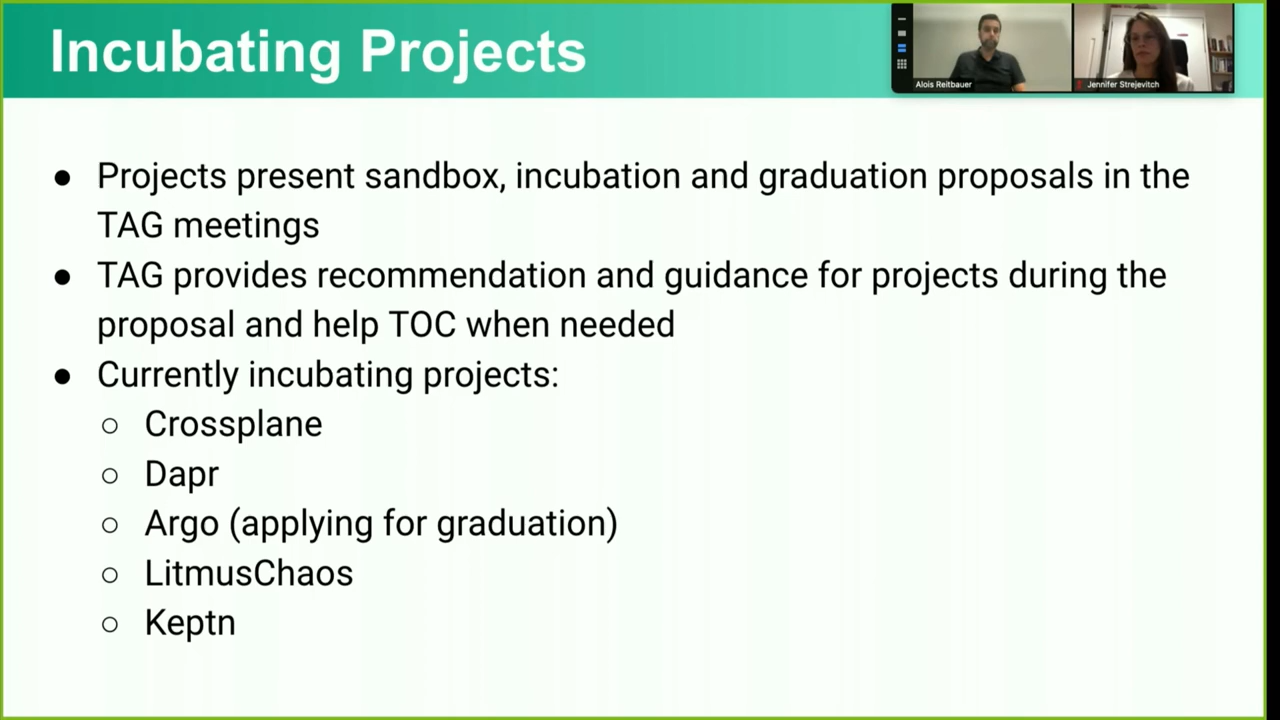 Incubating Projects
Alois Reitbauer
Jennifer Strejevitch
● Projects present sandbox, incubation and graduation proposals in the
TAG meetings
● TAG provides recommendation and guidance for projects during the
proposal and help TOC when needed
● Currently incubating projects:
○ Crossplane
○ Dapr
○ Argo (applying for graduation)
○ LitmusChaos
○ Keptn